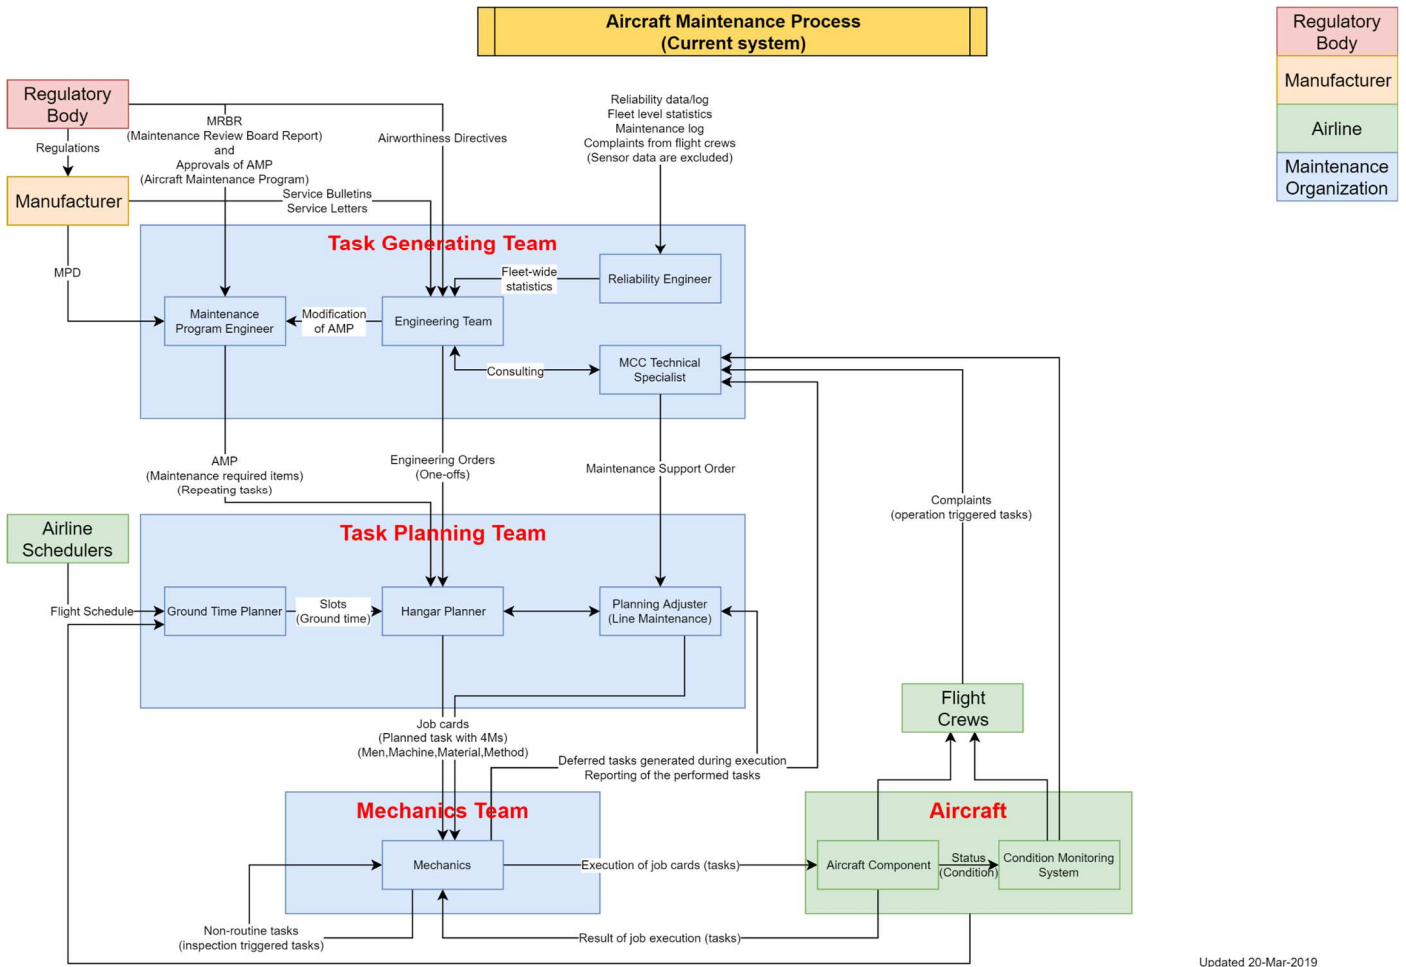 Aircraft Maintenance Process
(Current system)
Regulatory
Body
Manufacturer
Airline
Maintenance
Organization
Regulatory
Body
Regulations
Manufacturer
MPD
MRBR
(Maintenance Review Board Report)
and
Approvals of AMP
(Aircraft Maintenance Program)
Airworthiness Directives
Service Bulletins
Service Letters
Reliability data/log
Fleet level statistics
Maintenance log
Complaints from flight crews
(Sensor data are excluded)
Task Generating Team
Fleet-wide
statistics
Reliability Engineer
Maintenance
Program Engineer
Modification
of AMP
Engineering Team
Consulting
MCC Technical
Specialist
AMP
(Maintenance required items)
(Repeating tasks)
Engineering Orders
(One-offs)
Maintenance Support Order
Complaints
(operation triggered tasks)
Airline
Schedulers
Task Planning Team
Flight Schedule
Ground Time Planner
Slots
(Ground time)
Hangar Planner
Planning Adjuster
(Line Maintenance)
Flight
Crews
Job cards
(Planned task with 4Ms)
(Men,Machine,Material,Method)
Deferred tasks generated during execution
Reporting of the performed tasks
Mechanics Team
Aircraft
Mechanics
Execution of job cards (tasks)
Aircraft Component
Status
(Condition)
Condition Monitoring
System
Non-routine tasks
(inspection triggered tasks)
Result of job execution (tasks)
Updated 20-Mar-2019